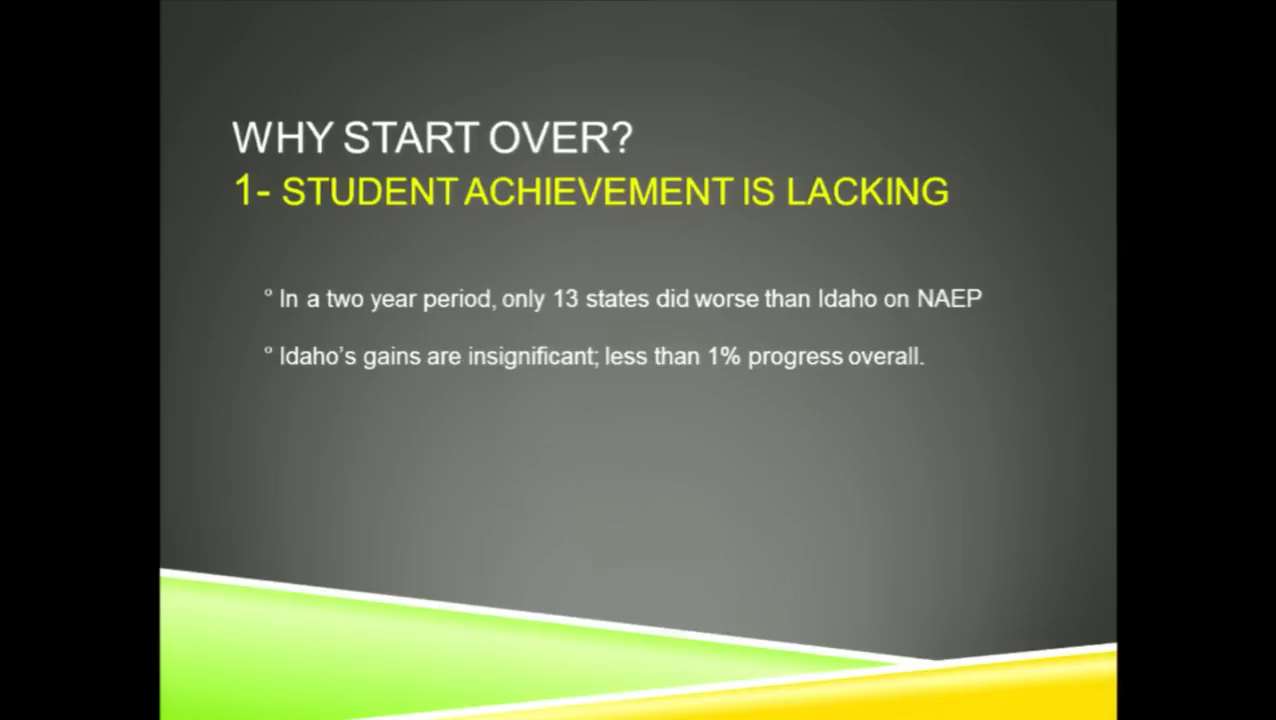 WHY START OVER?
1- STUDENT ACHIEVEMENT IS LACKING
° In a two year period, only 13 states did worse than Idaho on NAEP
° Idaho’s gains are insignificant; less than 1% progress overall.